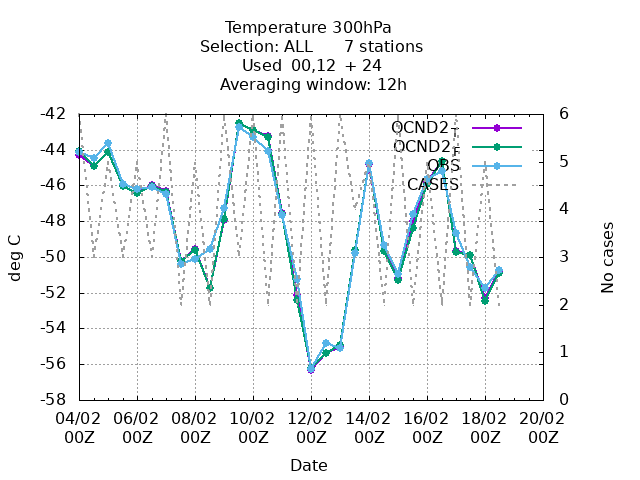 Temperature 300hPa
Selection: ALL 7 stations
Used 00,12 + 24
Averaging window: 12h
-42
-44
-46
-48
-50
-52
-54
-56
-58
6
5
4
3
2
1
0
OCND2-
OCND2+
OBS
CASES
deg C
No cases
04/02 06/02 08/02 10/02 12/02 14/02 16/02 18/02 20/02
00Z 00Z 00Z 00Z 00Z 00Z 00Z 00Z 00Z
Date